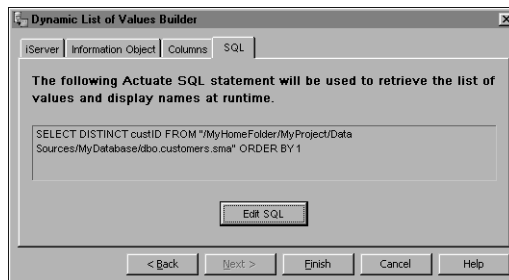 Dynamic List of Values Builder
iServer Information Object Columns SQL
The following Actuate SQL statement will be used to retrieve the list of
values and display names at runtime.
SELECT DISTINCT custID FROM "/MyHomeFolder/MyProject/Data
Sources/MyDatabase/dbo.customers.sma" ORDER BY 1
Edit SQL
< Back Next > Finish Cancel Help